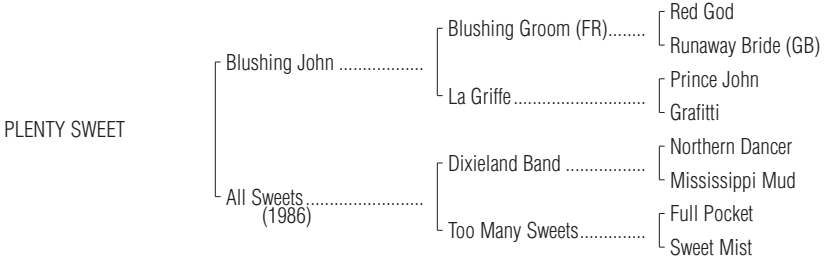 Red God
Blushing Groom (FR)........
Runaway Bride (GB)
Blushing John ..................
Prince John
La Griffe............................
Grafitti
PLENTY SWEET
Northern Dancer
Dixieland Band .................
Mississippi Mud
All Sweets.........................
(1986)
Full Pocket
Too Many Sweets..............
Sweet Mist